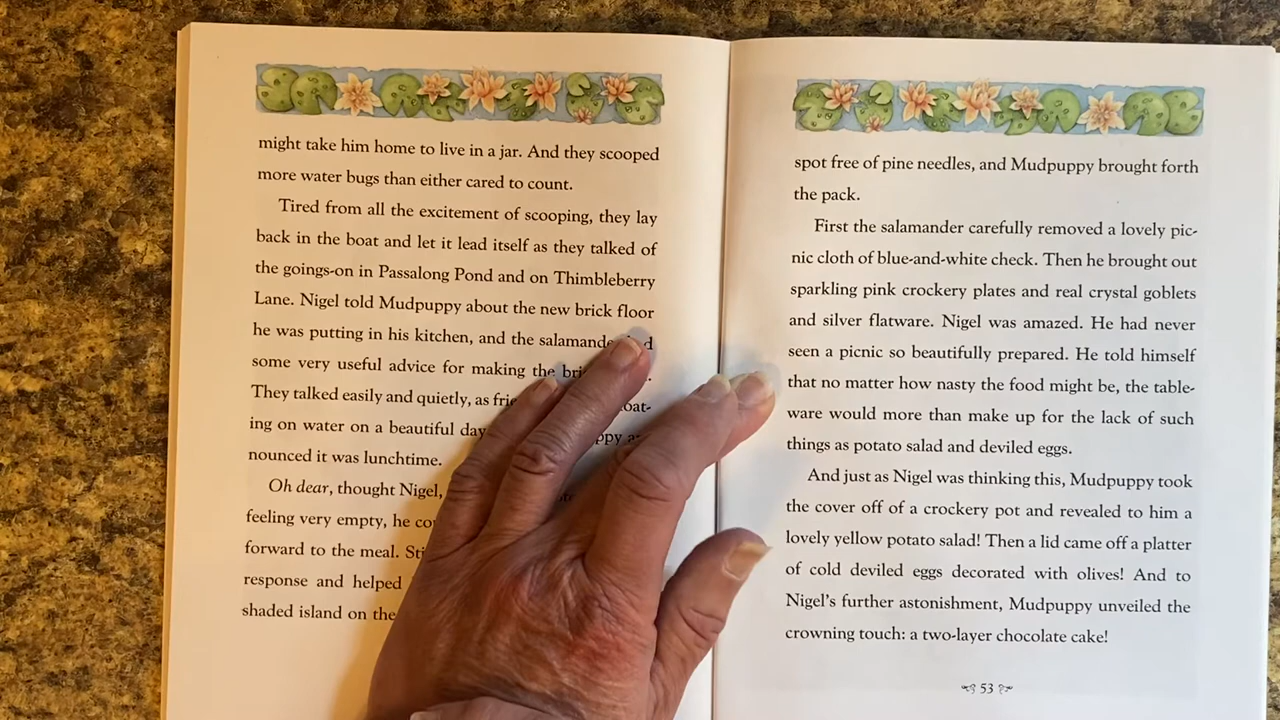 might take him home to live in a jar. And they scooped
more water bugs than either cared to count.
Tired from all the excitement of scooping, they lay
back in the boat and let it lead itself as they talked of
the goings-on in Passalong Pond and on Thimbleberry
Lane. Nigel told Mudpuppy about the new brick floor
he was putting in his kitchen, and the
some very useful advice for making the
They talked easily and quietly, as
ing on water on a beautiful day
nounced it was lunchtime.
Oh dear, thought Nigel,
feeling very empty, he
forward to the meal.
response and helped
shaded island on the
spot free of pine needles, and Mudpuppy brought forth
the pack.
First the salamander carefully removed a lovely pic-
nic cloth of blue-and-white check. Then he brought out
sparkling pink crockery plates and real crystal goblets
and silver flatware. Nigel was amazed. He had never
seen a picnic so beautifully prepared. He told himself
that no matter how nasty the food might be, the table-
ware would more than make up for the lack of such
things as potato salad and deviled eggs.
And just as Nigel was thinking this, Mudpuppy took
the cover off of a crockery pot and revealed to him a
lovely yellow potato salad! Then a lid came off a platter
of cold deviled eggs decorated with olives! And to
Nigel's further astonishment, Mudpuppy unveiled the
crowning touch: a two-layer chocolate cake!
53